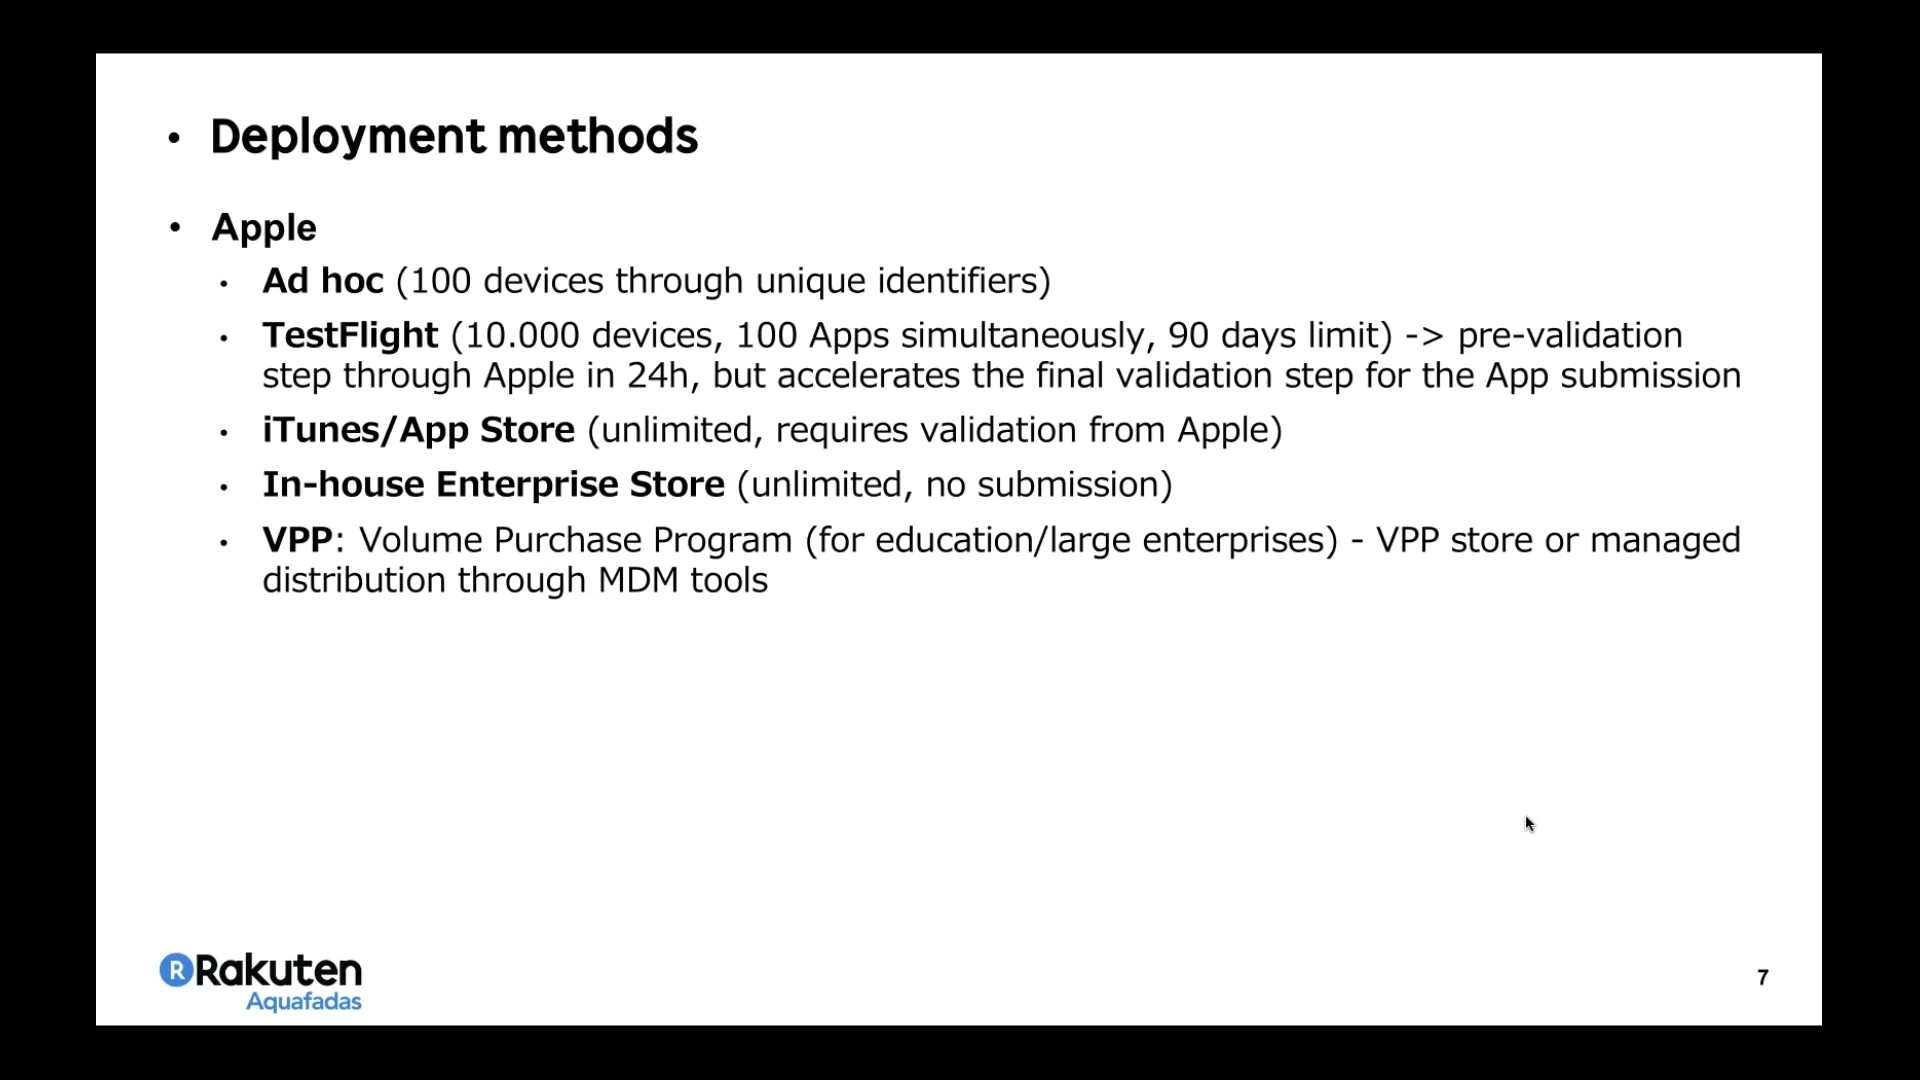 • Deployment methods
• Apple
• Ad hoc (100 devices through unique identifiers)
• TestFlight (10.000 devices, 100 Apps simultaneously, 90 days limit) -> pre-validation
step through Apple in 24h, but accelerates the final validation step for the App submission
• iTunes/App Store (unlimited, requires validation from Apple)
• In-house Enterprise Store (unlimited, no submission)
• VPP: Volume Purchase Program (for education/large enterprises) - VPP store or managed
distribution through MDM tools
R Rakuten
Aquafadas
7